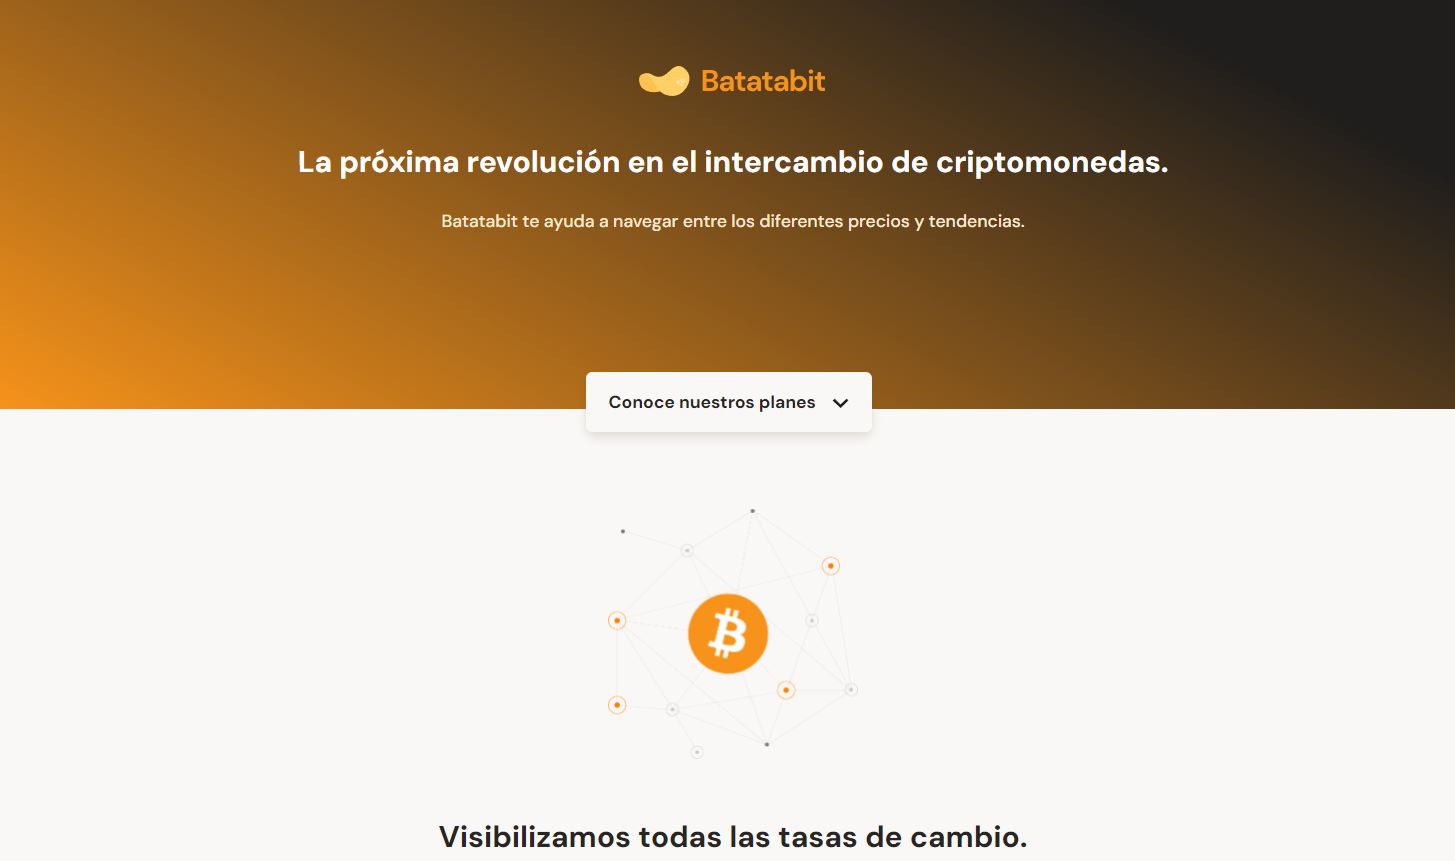 Batatabit
La próxima revolución en el intercambio de criptomonedas.
Batatabit te ayuda a navegar entre los diferentes precios y tendencias.
Conoce nuestros planes
Visibilizamos todas las tasas de cambio.